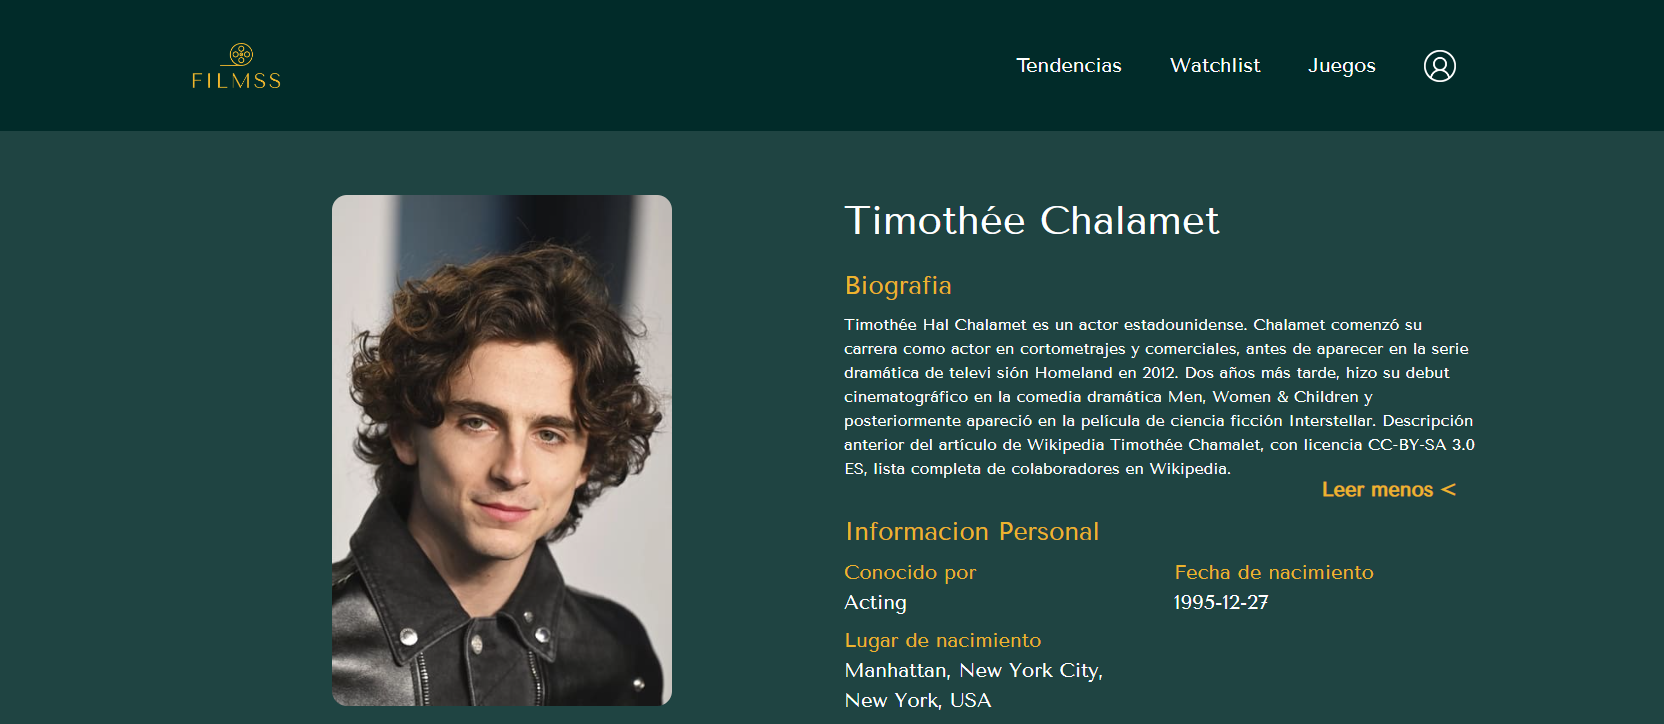 FILMSS
Tendencias
Watchlist
Juegos
Timothée Chalamet
Biografia
Timothée Hal Chalamet es un actor estadounidense. Chalamet comenzó su
carrera como actor en cortometrajes y comerciales, antes de aparecer en la serie
dramática de televi sión Homeland en 2012. Dos años más tarde, hizo su debut
cinematográfico en la comedia dramática Men, Women & Children y
posteriormente apareció en la película de ciencia ficción Interstellar. Descripción
anterior del artículo de Wikipedia Timothée Chamalet, con licencia CC-BY-SA 3.0
ES, lista completa de colaboradores en Wikipedia.
Leer menos <
Informacion Personal
Conocido por
Acting
Fecha de nacimiento
1995-12-27
Lugar de nacimiento
Manhattan, New York City,
New York, USA